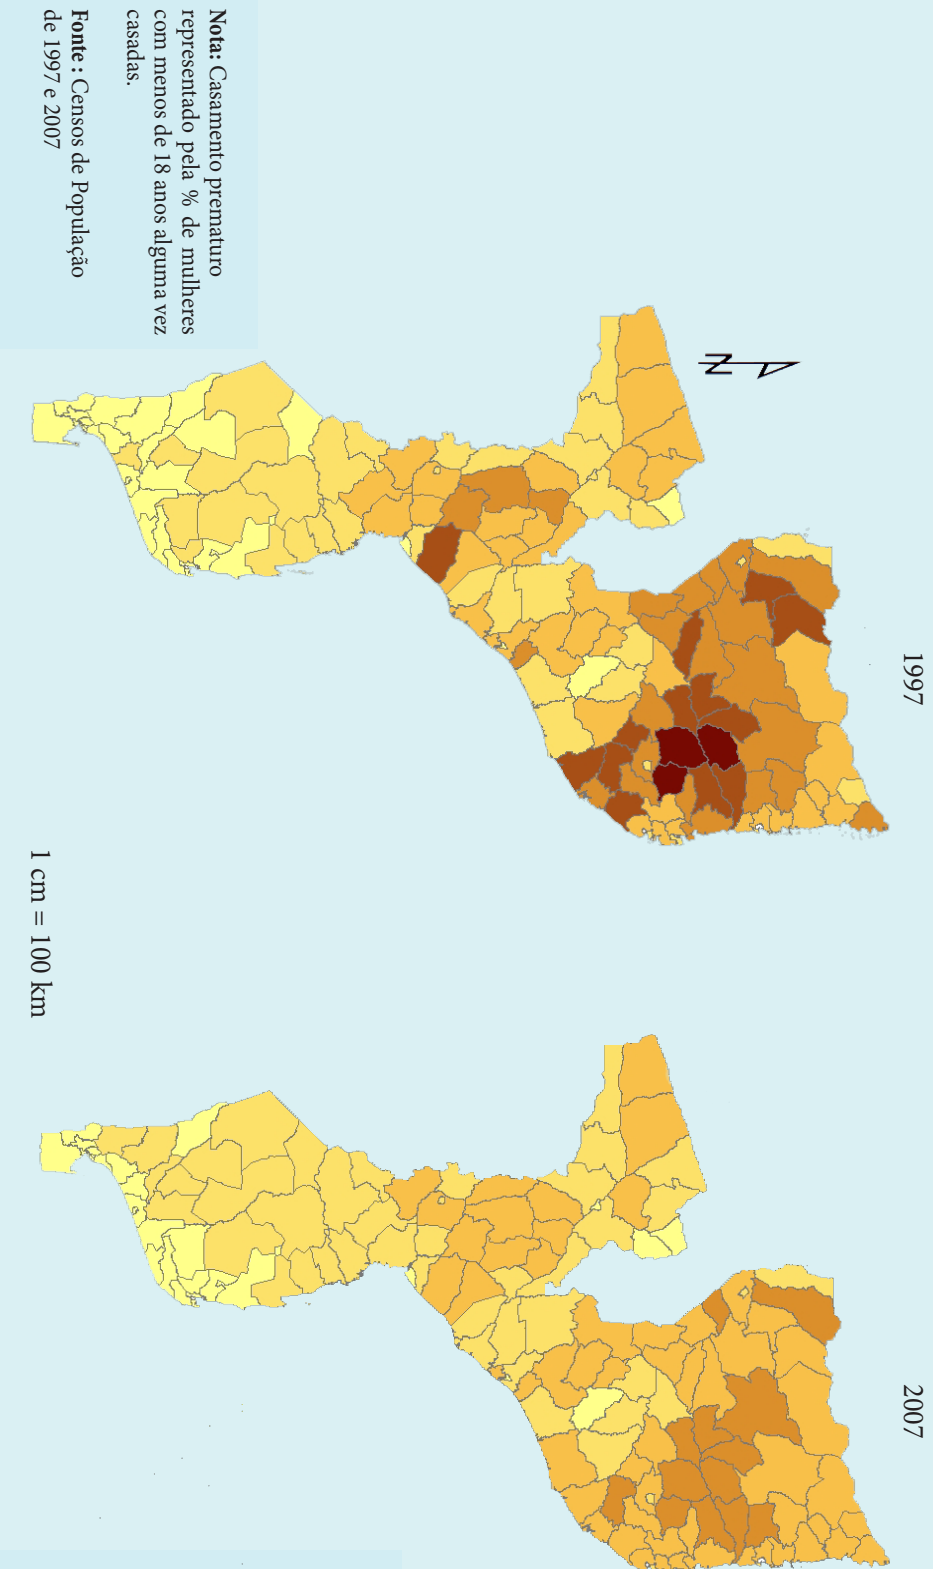 1997
2007
N
1 cm = 100 km
Nota: Casamento prematuro
representado pela % de mulheres
com menos de 18 anos alguma vez
casadas.
Fonte : Censos de População
de 1997 e 2007